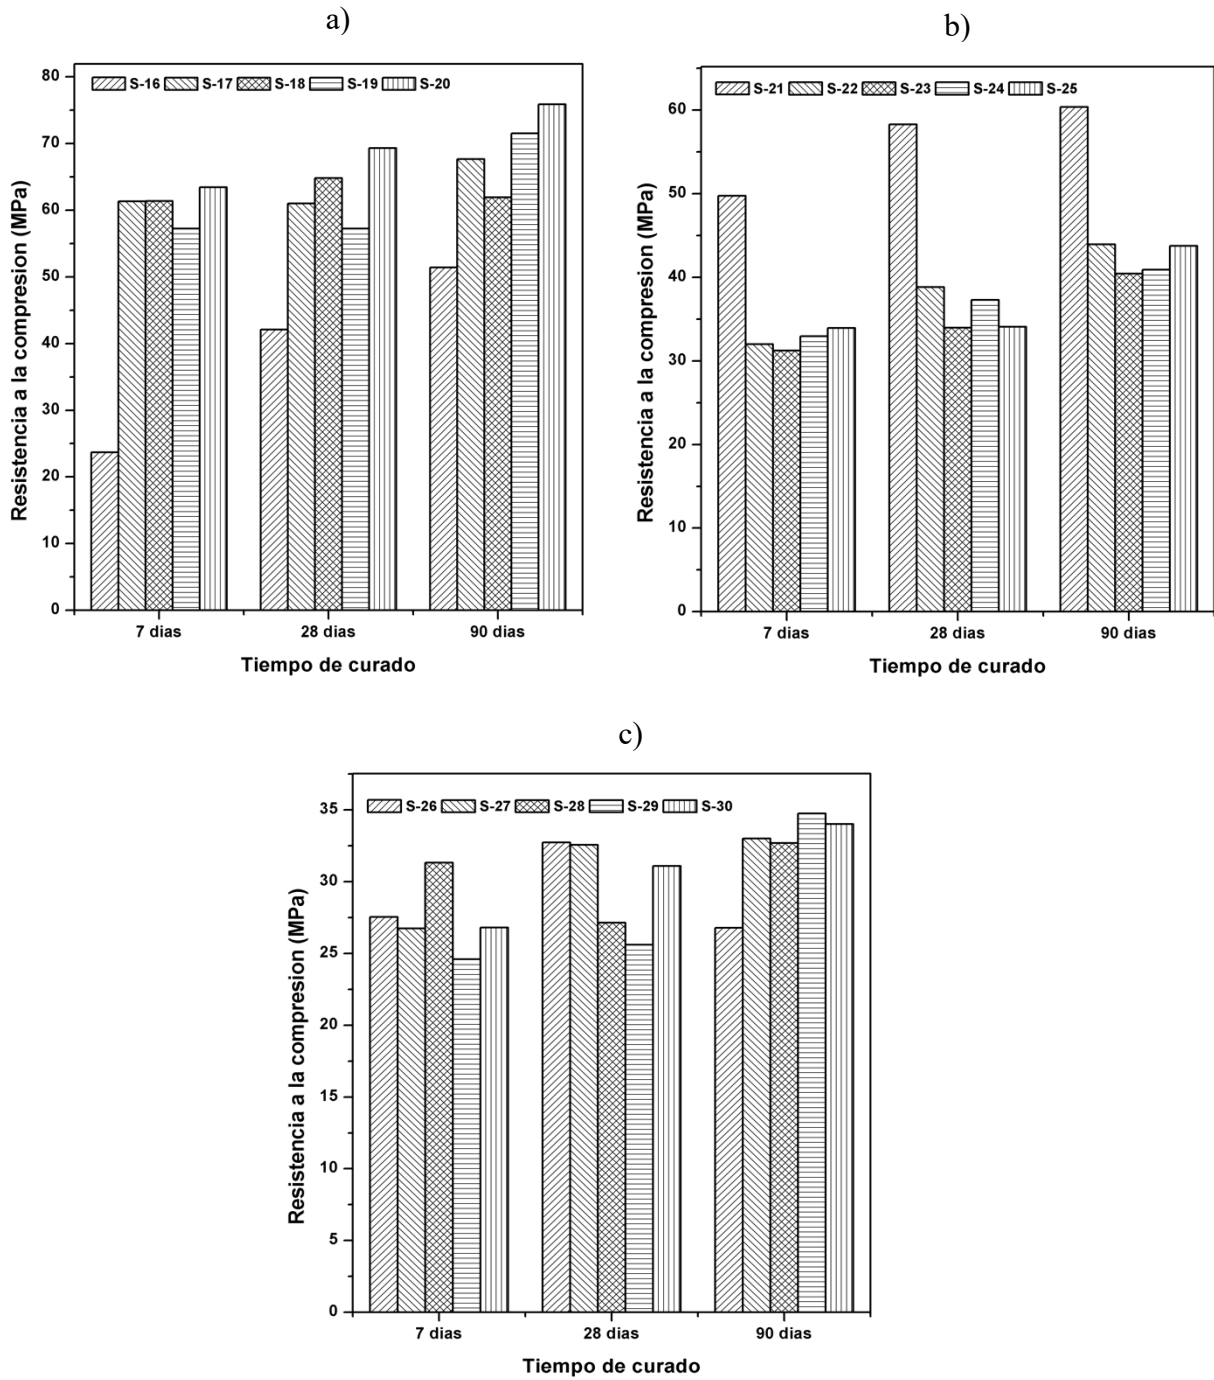 a)
S-16 S-17 S-18 S-19 S-20
Resistencia a la compresion (MPa)
80
70
60
50
40
30
20
10
0
7 dias 28 dias 90 dias
Tiempo de curado
b)
S-21 S-22 S-23 S-24 S-25
Resistencia a la compresion (MPa)
60
50
40
30
20
10
0
7 dias 28 dias 90 dias
Tiempo de curado
c)
S-26 S-27 S-28 S-29 S-30
Resistencia a la compresion (MPa)
35
30
25
20
15
10
5
0
7 dias 28 dias 90 dias
Tiempo de curado